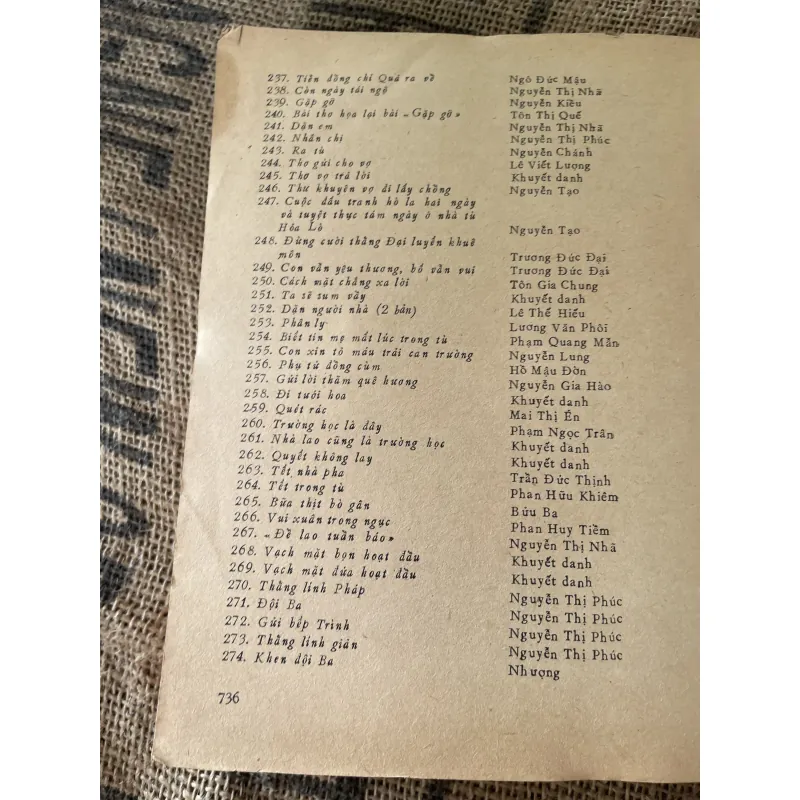 237. Tiễn đồng chí Quá ra về Ngô Đức Mậu
238. Còn ngày tái ngộ Nguyễn Thị Nhã
239. Gặp gỡ Nguyễn Kiều
240. Bài thơ họa lại bài «Gặp gỡ» Tôn Thị Quế
241. Dặn em Nguyễn Thị Nhã
242. Nhắn chị Nguyễn Thị Phúc
243. Ra tù Nguyễn Chánh
244. Thơ gửi cho vợ Lê Viết Lượng
245. Thơ vợ trả lời Khuyết danh
246. Thư khuyên vợ đi lấy chồng Nguyễn Tạo
247. Cuộc đấu tranh hò la hai ngày
và tuyệt thực tám ngày ở nhà tù
Hỏa Lò Nguyễn Tạo
248. Đừng cười thằng Đại luyến khuê
môn Trương Đức Đại
249. Con vẫn yêu thương, bố vẫn vui Trương Đức Đại
250. Cách mặt chẳng xa lời Tôn Gia Chung
251. Ta sẽ sum vầy Khuyết danh
252. Dặn người nhà (2 bản) Lê Thế Hiếu
253. Phân ly Lương Văn Phôi
254. Biết tin mẹ mất lúc trong tù Phạm Quang Mẫn
255. Con xin tô máu trải can trường Nguyễn Lung
256. Phụ tử đồng cùm Hồ Mậu Đờn
257. Gửi lời thăm quê hương Nguyễn Gia Hào
258. Đi tưới hoa Khuyết danh
259. Quét rác Mai Thị Én
260. Trường học là đây Phạm Ngọc Trân
261. Nhà lao cũng là trường học Khuyết danh
262. Quyết không lay Khuyết danh
263. Tết nhà pha Trần Đức Thịnh
264. Tết trong tù Phan Hữu Khiêm
265. Bữa thịt bò gân Bửu Ba
266. Vui xuân trong ngục Phan Huy Tiềm
267. «Đề lao tuần báo» Nguyễn Thị Nhã
268. Vạch mặt bọn hoạt đầu Khuyết danh
269. Vạch mặt đứa hoạt đầu Khuyết danh
270. Thằng lính Pháp Nguyễn Thị Phúc
271. Đội Ba Nguyễn Thị Phúc
272. Gửi bếp Trinh Nguyễn Thị Phúc
273. Thằng lính gián Nguyễn Thị Phúc
274. Khen đội Ba Nhượng
736